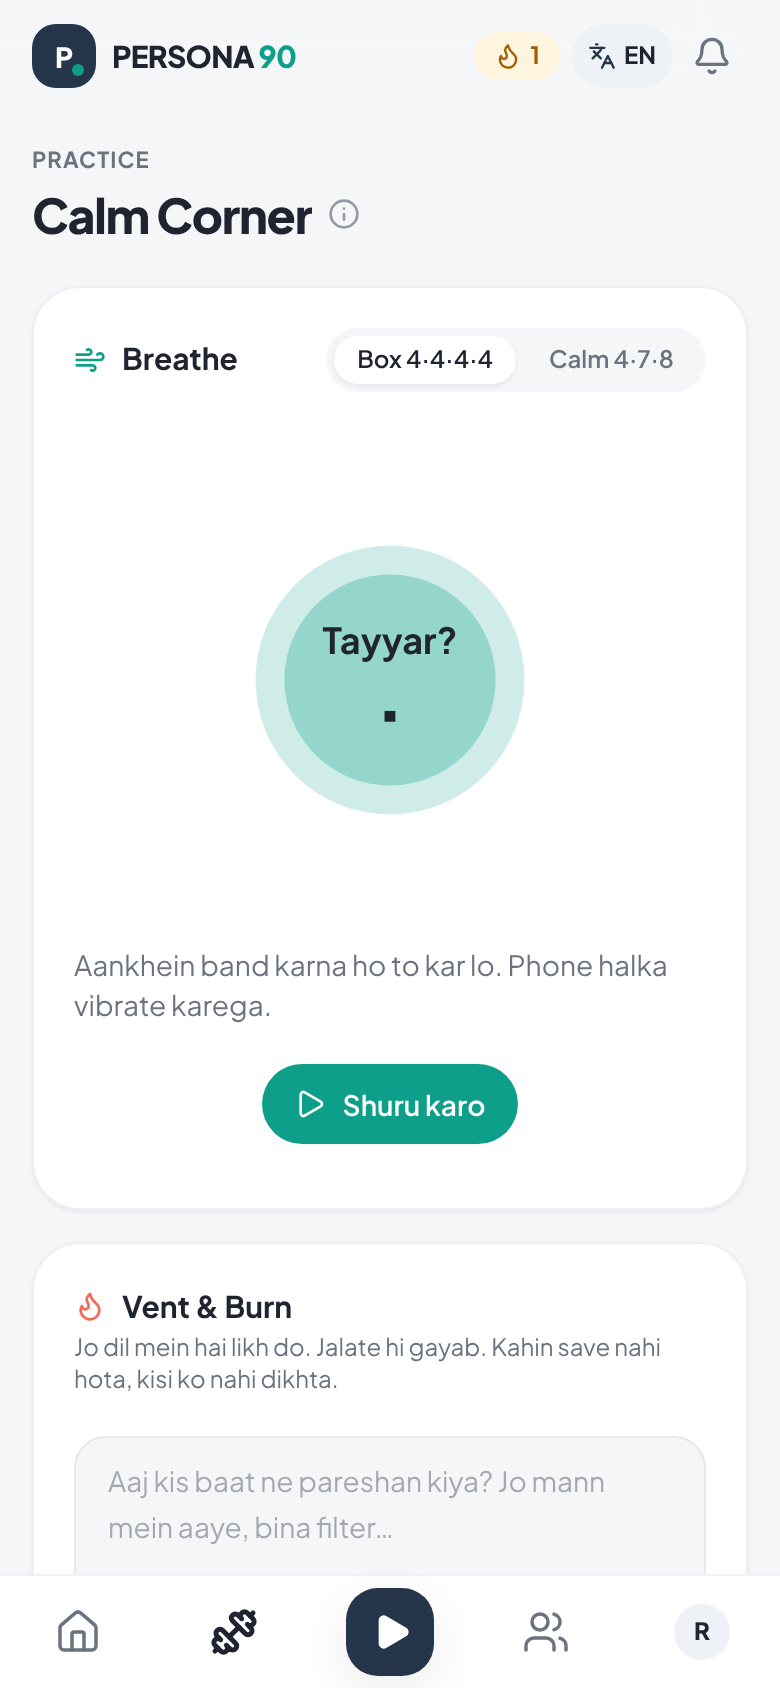 P.
PERSONA 90
1
EN
PRACTICE
Calm Corner
Breathe
Box 4·4·4·4
Calm 4·7·8
Tayyar?
Aankhein band karna ho to kar lo. Phone halka
vibrate karega.
Shuru karo
Vent & Burn
Jo dil mein hai likh do. Jalate hi gayab. Kahin save nahi
hota, kisi ko nahi dikhta.
Aaj kis baat ne pareshan kiya? Jo mann
mein aaye, bina filter…
R